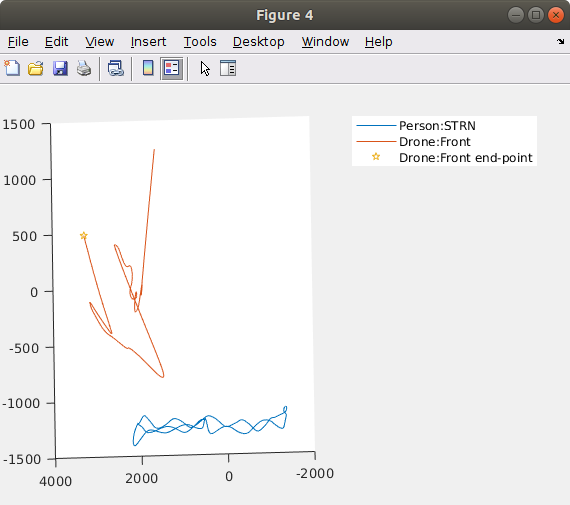 Figure 4
File Edit View Insert Tools Desktop Window Help
Person:STRN
Drone:Front
Drone:Front end-point
1500
1000
500
0
-500
-1000
-1500
4000 2000 0 -2000